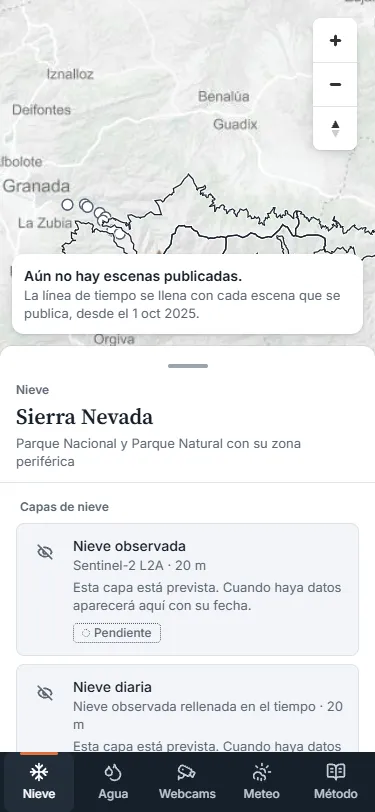 Iznalloz
Deifontes
Benalúa
Guadix
Granada
La Zubia
Aún no hay escenas publicadas.
La línea de tiempo se llena con cada escena que se
publica, desde el 1 oct 2025.
Orgiva
Nieve
Sierra Nevada
Parque Nacional y Parque Natural con su zona
periférica
Capas de nieve
Nieve observada
Sentinel-2 L2A · 20 m
Esta capa está prevista. Cuando haya datos
aparecerá aquí con su fecha.
Pendiente
Nieve diaria
Nieve observada rellenada en el tiempo · 20
m
Esta capa está prevista. Cuando haya datos
Nieve
Agua
Webcams
Meteo
Método